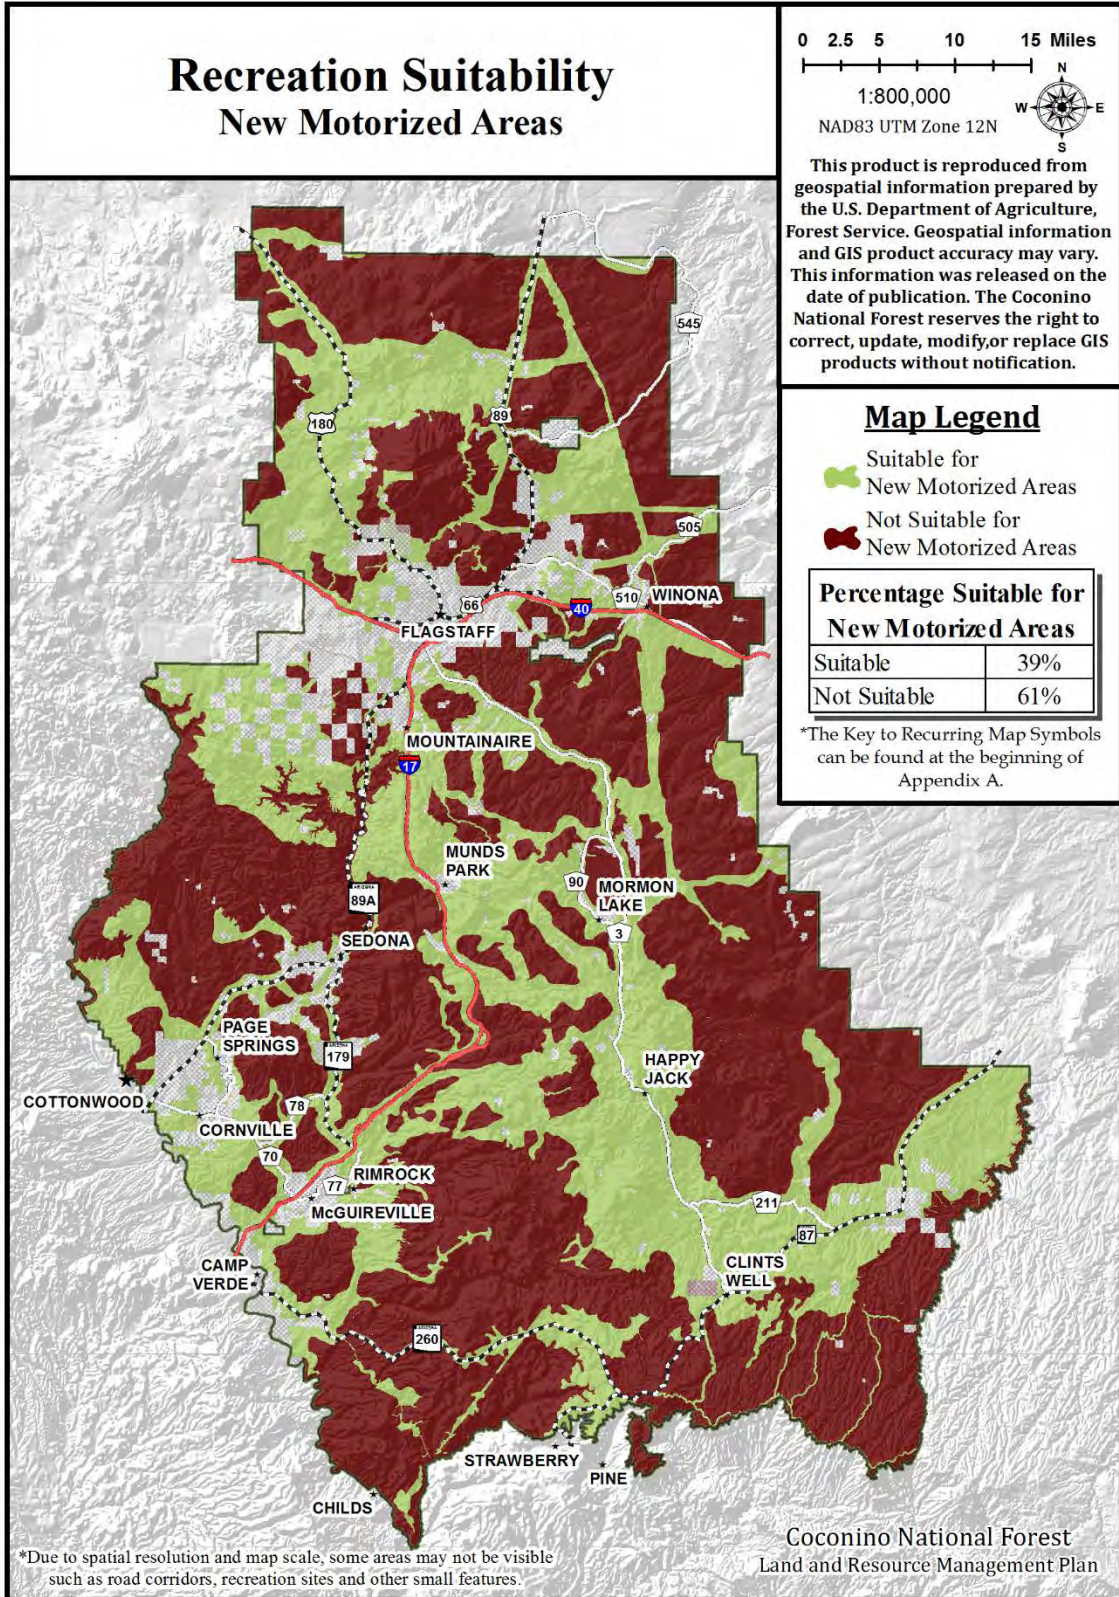 Recreation Suitability
New Motorized Areas
0 2.5 5 10 15 Miles
1:800,000
NAD83 UTM Zone 12N
N
W E
S
This product is reproduced from
geospatial information prepared by
the U.S. Department of Agriculture,
Forest Service. Geospatial information
and GIS product accuracy may vary.
This information was released on the
date of publication. The Coconino
National Forest reserves the right to
correct, update, modify,or replace GIS
products without notification.
Map Legend
Suitable for
New Motorized Areas
Not Suitable for
New Motorized Areas
Percentage Suitable for
New Motorized Areas
Suitable 39%
Not Suitable 61%
*The Key to Recurring Map Symbols
can be found at the beginning of
Appendix A.
545
180
89
505
66
40
510
WINONA
FLAGSTAFF
MOUNTAINAIRE
17
MUNDS
PARK
90
MORMON
LAKE
ARIZONA
89A
3
SEDONA
PAGE
SPRINGS
ARIZONA
179
HAPPY
JACK
COTTONWOOD
78
CORNVILLE
70
77
RIMROCK
McGUIREVILLE
211
87
CAMP
VERDE
CLINTS
WELL
ARIZONA
260
STRAWBERRY
PINE
CHILDS
*Due to spatial resolution and map scale, some areas may not be visible
such as road corridors, recreation sites and other small features.
Coconino National Forest
Land and Resource Management Plan